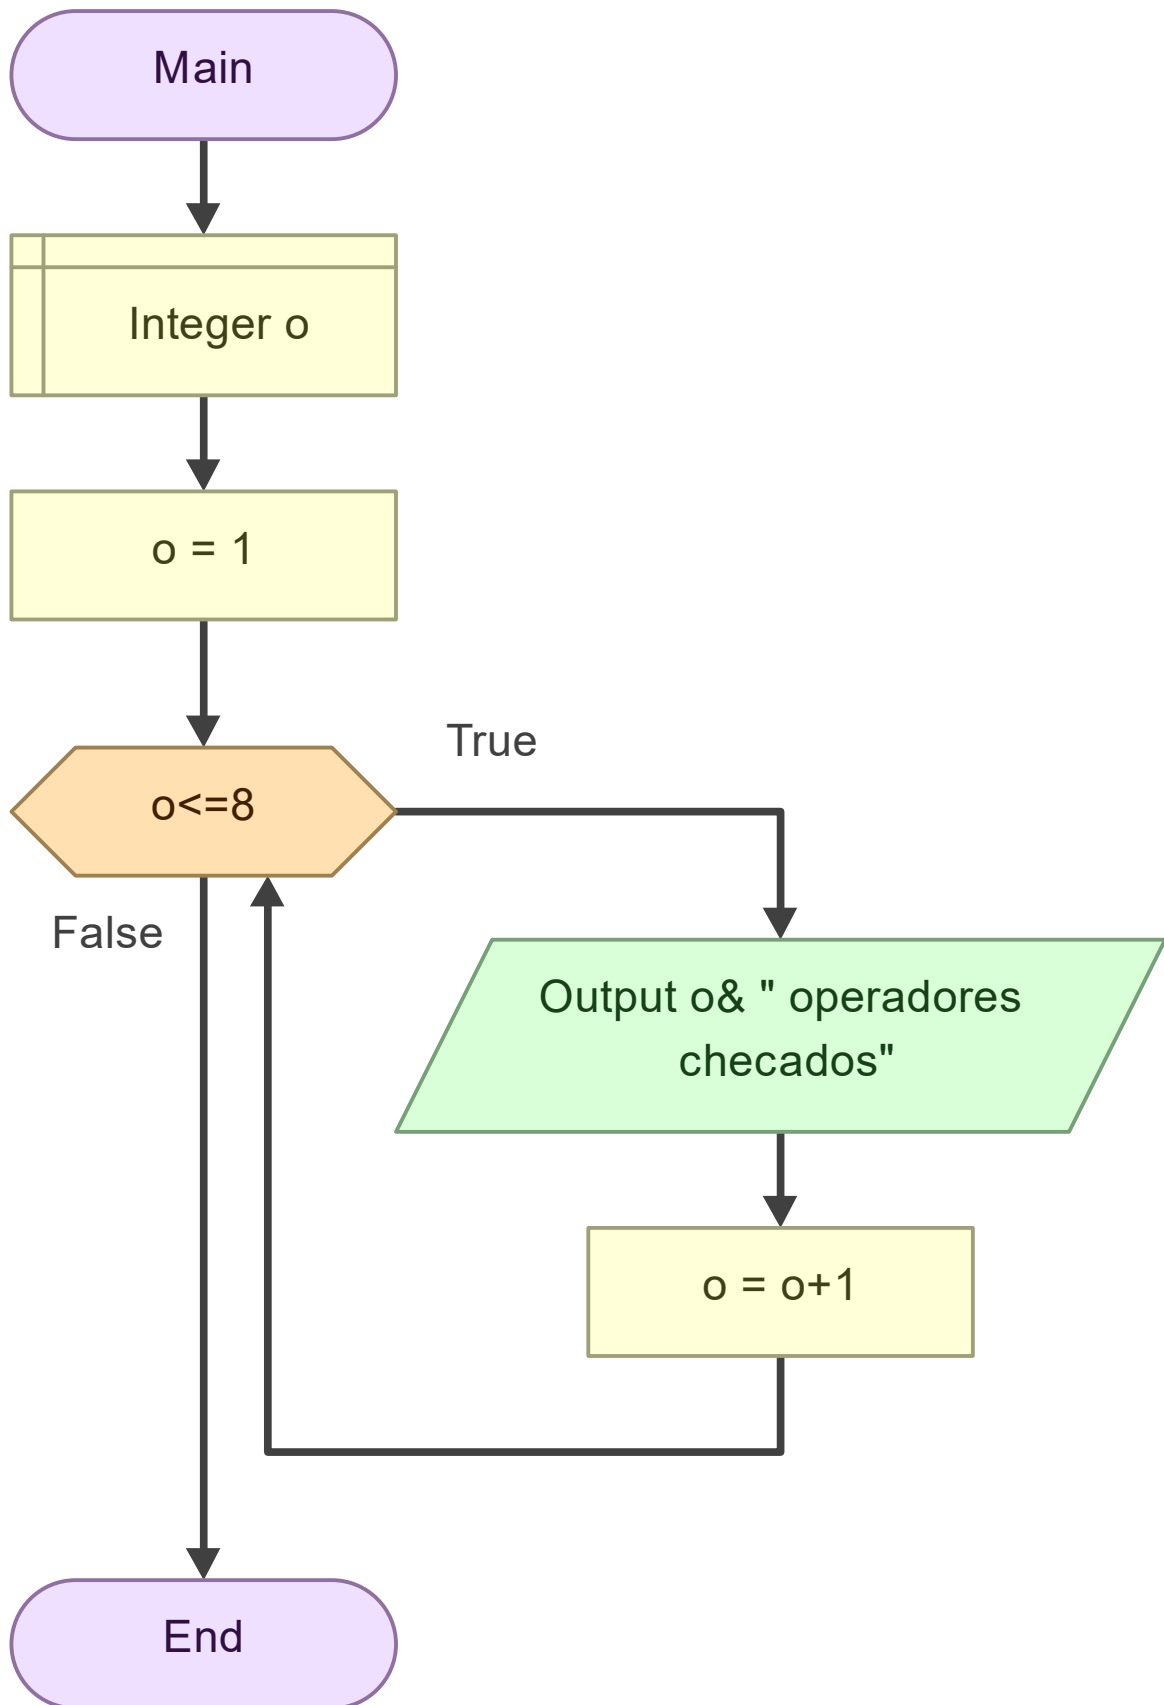 Main
Integer o
o = 1
o<=8
True
False
Output o& " operadores
checados"
o = o+1
End